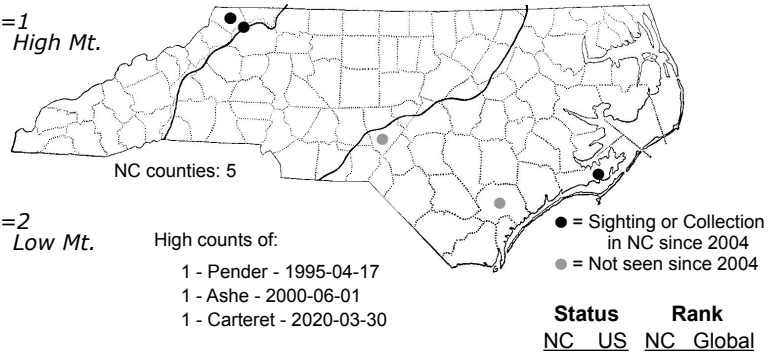 =1
High Mt.
NC counties: 5
=2
Low Mt.
High counts of:
1 - Pender - 1995-04-17
1 - Ashe - 2000-06-01
1 - Carteret - 2020-03-30
= Sighting or Collection
in NC since 2004
= Not seen since 2004
Status Rank
NC US NC Global